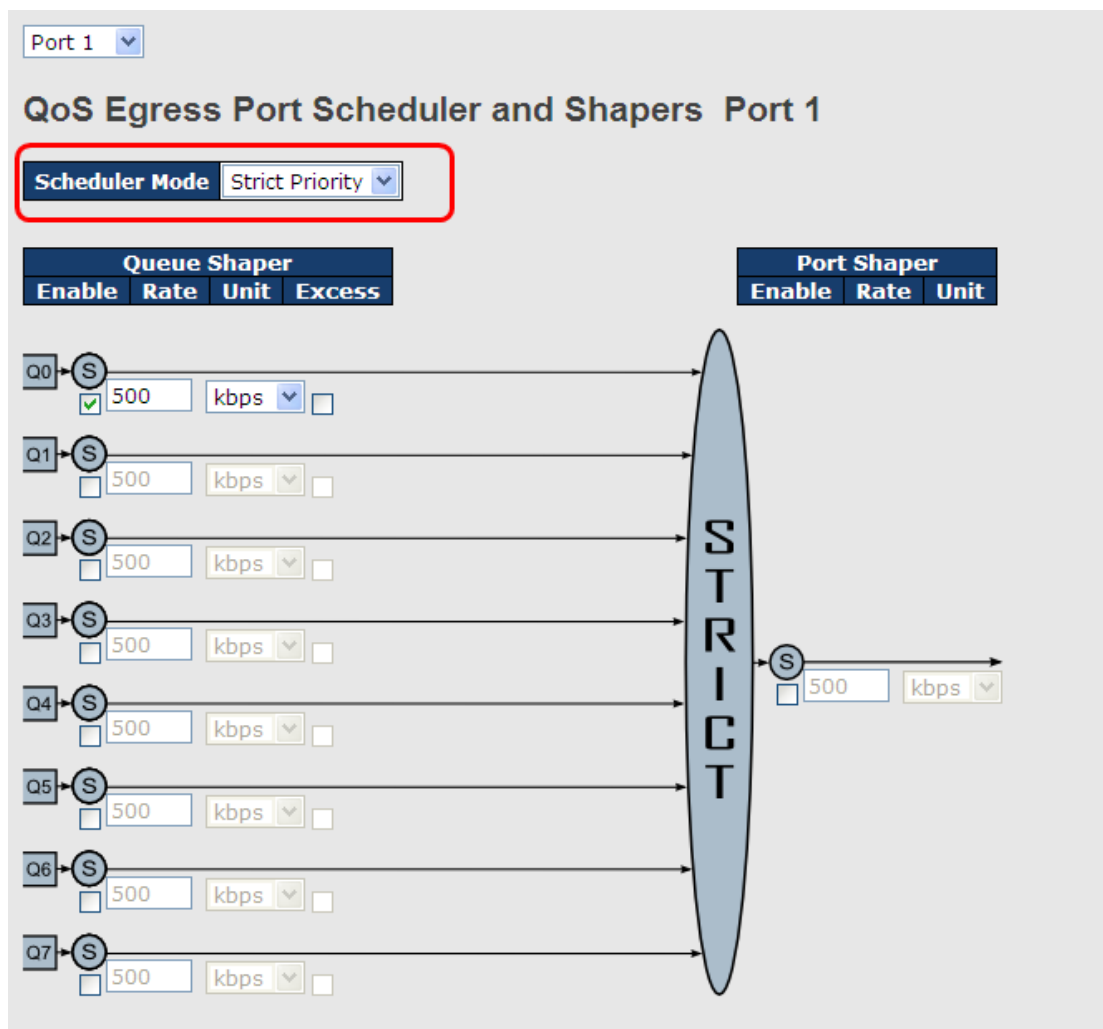 Port 1
QoS Egress Port Scheduler and Shapers Port 1
Scheduler Mode Strict Priority
Queue Shaper
Enable Rate Unit Excess
Port Shaper
Enable Rate Unit
Q0 S
500 kbps
Q1 S
500 kbps
Q2 S
500 kbps
Q3 S
500 kbps
Q4 S
500 kbps
Q5 S
500 kbps
Q6 S
500 kbps
Q7 S
500 kbps
STRICT
S
500 kbps